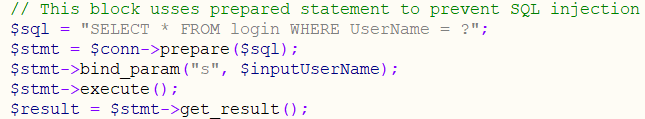 // This block usses prepared statement to prevent SQL injection
$sql = "SELECT * FROM login WHERE UserName = ?";
$stmt = $conn->prepare($sql);
$stmt->bind_param("s", $inputUserName);
$stmt->execute();
$result = $stmt->get_result();